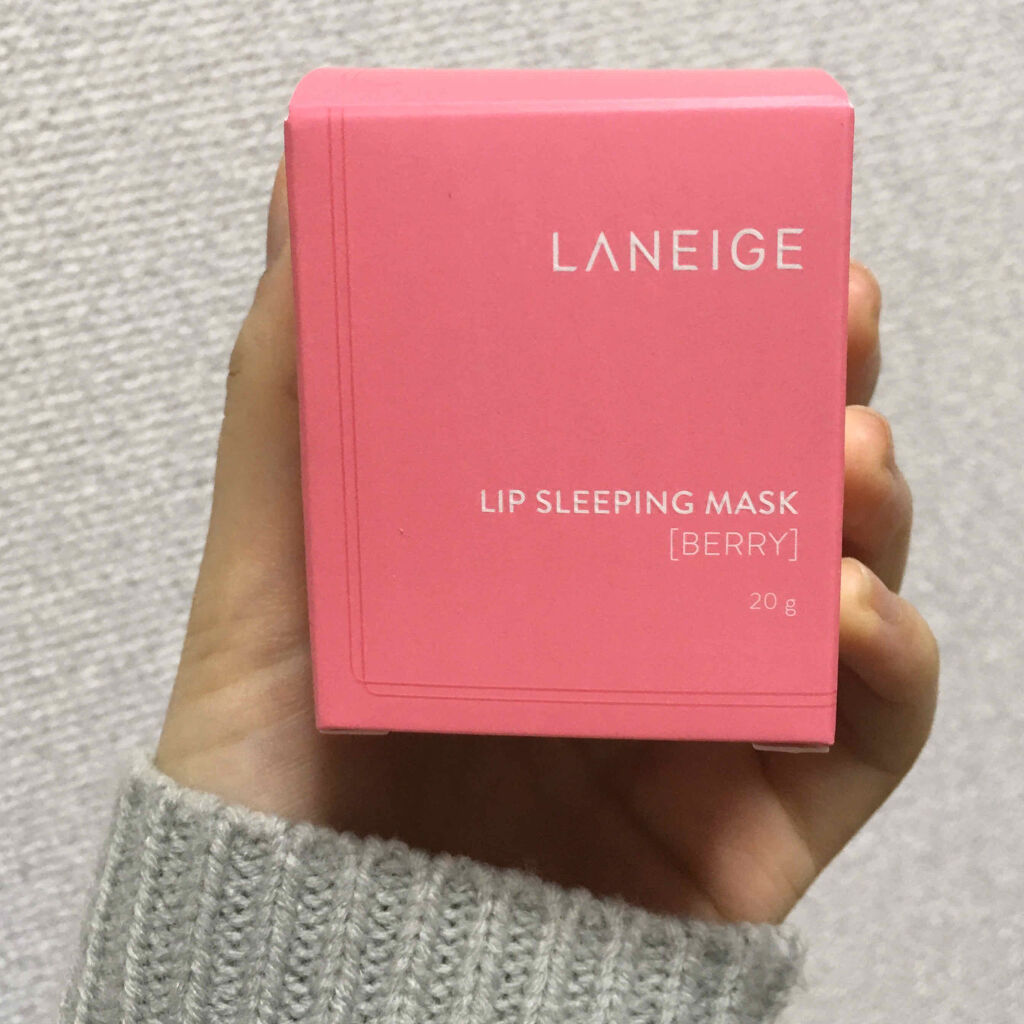 LANEIGE
LIP SLEEPING MASK
[BERRY]
20 g